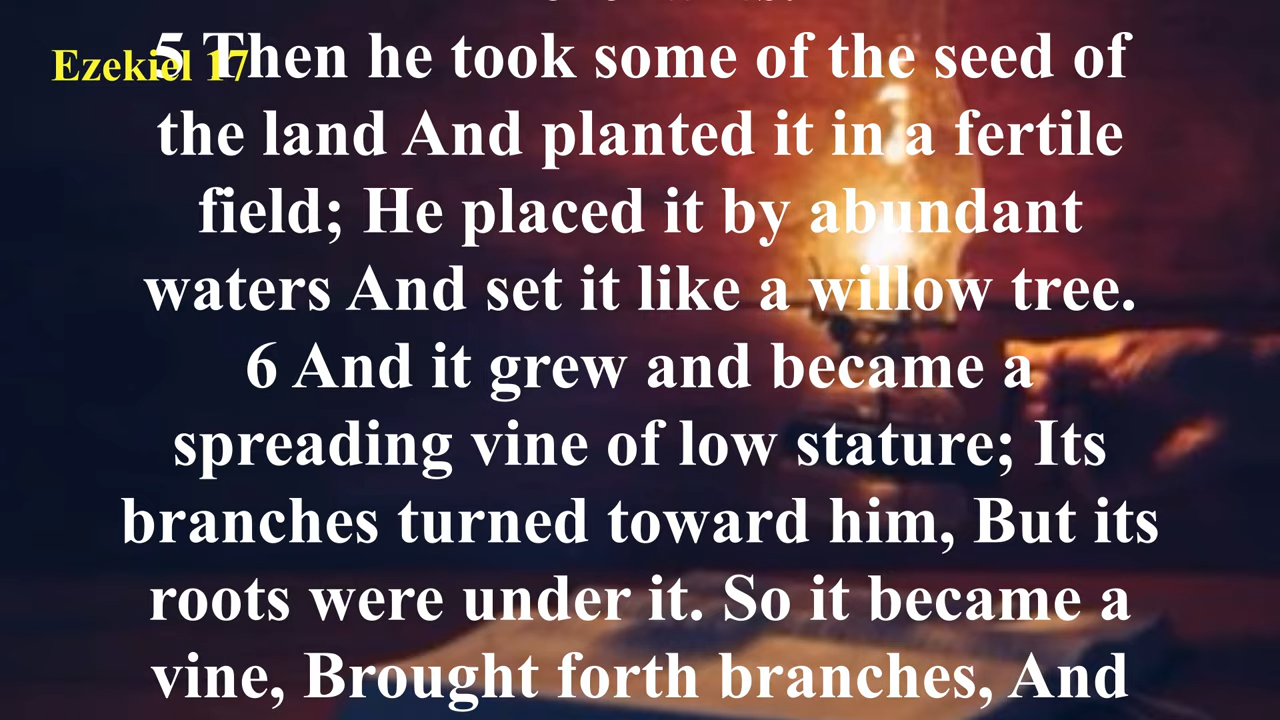 Ezekiel 17
5 Then he took some of the seed of
the land And planted it in a fertile
field; He placed it by abundant
waters And set it like a willow tree.
6 And it grew and became a
spreading vine of low stature; Its
branches turned toward him, But its
roots were under it. So it became a
vine, Brought forth branches, And